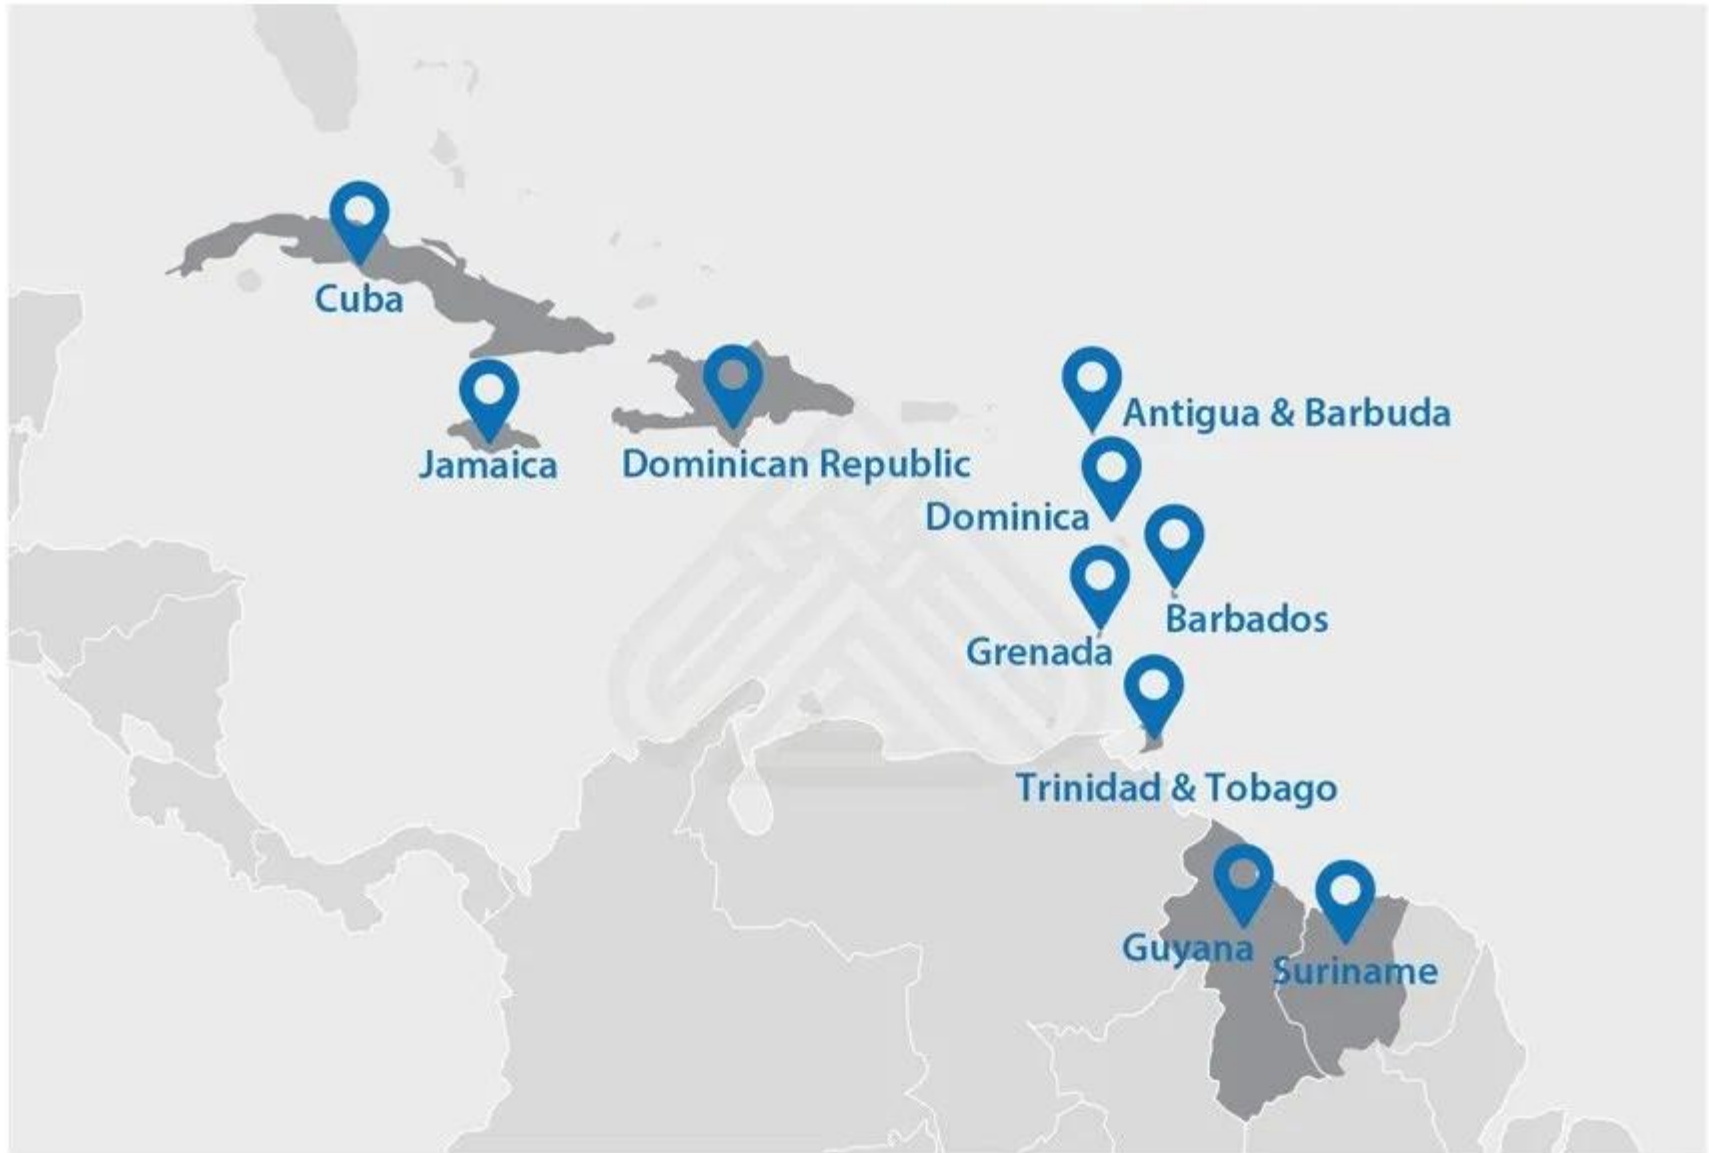 Cuba
Jamaica
Dominican Republic
Antigua & Barbuda
Dominica
Barbados
Grenada
Trinidad & Tobago
Guyana
Suriname